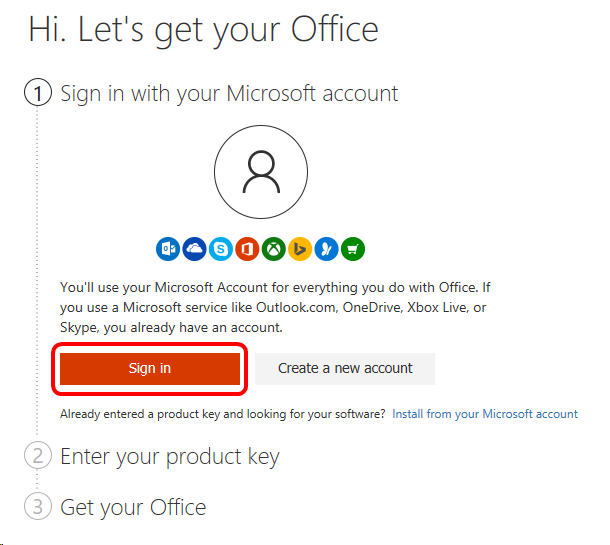 Hi. Let's get your Office
1 Sign in with your Microsoft account
You'll use your Microsoft Account for everything you do with Office. If
you use a Microsoft service like Outlook.com, OneDrive, Xbox Live, or
Skype, you already have an account.
Sign in Create a new account
Already entered a product key and looking for your software? Install from your Microsoft account
2 Enter your product key
3 Get your Office